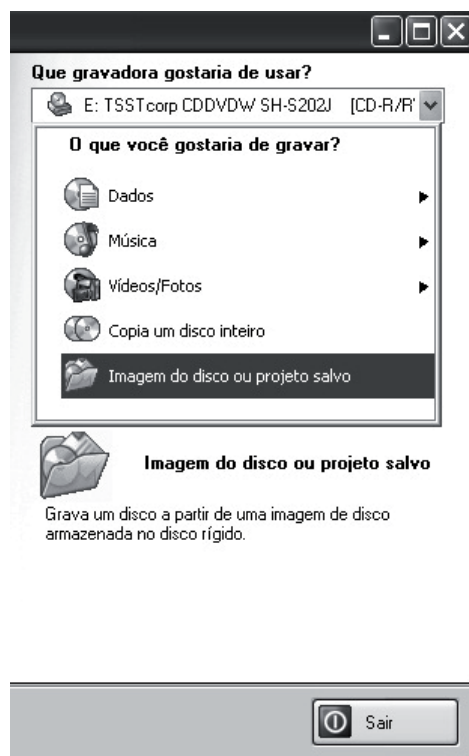 Que gravadora gostaria de usar?
E: TSSTcorp CDDVDW SH-S202J [CD-R/R'
O que você gostaria de gravar?
Dados
Música
Vídeos/Fotos
Copia um disco inteiro
Imagem do disco ou projeto salvo
Imagem do disco ou projeto salvo
Grava um disco a partir de uma imagem de disco
armazenada no disco rígido.
Sair